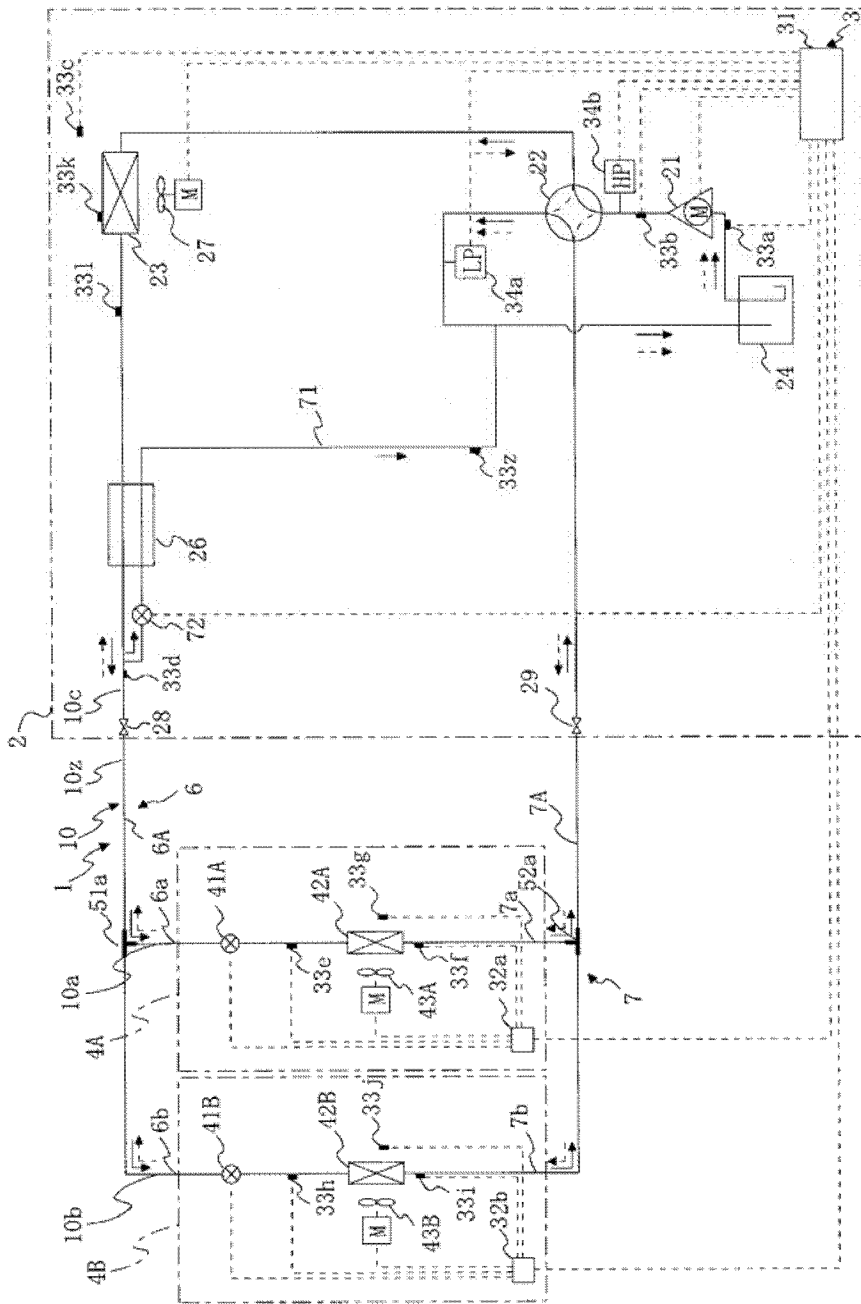 2
10c
28
33d
72
26
71
33l
23
33k
27
M
33c
33z
LP
34a
22
HP
34b
33b
21
M
33a
24
31
3
29
1
10
10z
6
6A
7A
51a
6a
10a
4A
41A
33e
42A
33g
33f
43A
M
32a
7a
52a
7
6b
10b
4B
41B
33h
42B
33j
33i
43B
M
32b
7b